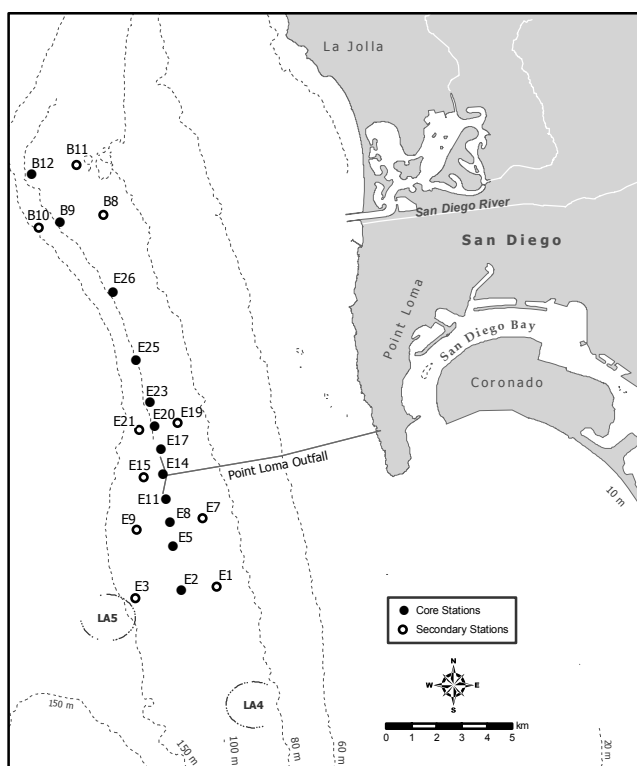 La Jolla
B11
B12
B8
B10
B9
San Diego River
San Diego
E26
Point Loma
San Diego Bay
E25
Coronado
E23
E19
E20
E21
E17
E15
E14
Point Loma Outfall
E11
10 m
E7
E8
E9
E5
E1
E2
E3
LA5
Core Stations
Secondary Stations
N
W
E
S
LA4
150 m
0 1 2 3 4 5
km
150 m
100 m
80 m
60 m
20 m